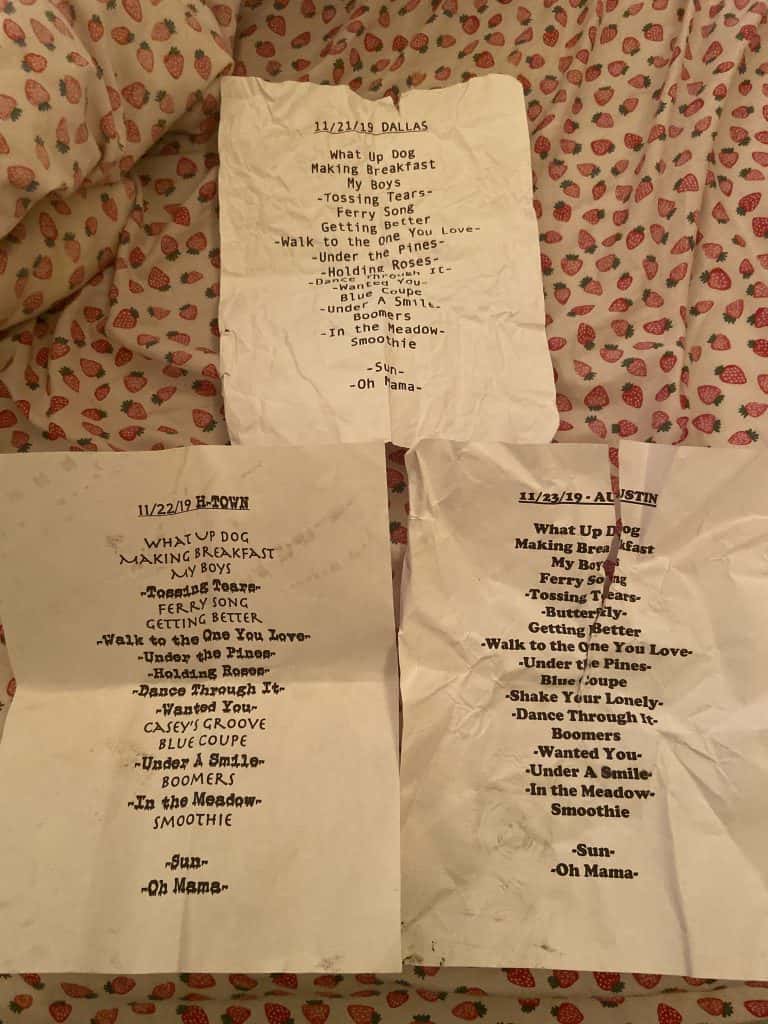 11/21/19 DALLAS
What Up Dog
Making Breakfast
My Boys
-Tossing Tears-
Ferry Song
Getting Better
-Walk to the One You Love-
-Under the Pines-
-Holding Roses-
-Dance Through It-
-Wanted You-
Blue Coupe
-Under A Smile-
Boomers
-In the Meadow-
Smoothie
-Sun-
-Oh Mama-
11/22/19 H-TOWN
WHAT UP DOG
MAKING BREAKFAST
MY BOYS
-Tossing Tears-
FERRY SONG
GETTING BETTER
-Walk to the One You Love-
-Under the Pines-
-Holding Roses-
-Dance Through It-
-Wanted You-
CASEY'S GROOVE
BLUE COUPE
-Under A Smile-
BOOMERS
-In the Meadow-
SMOOTHIE
-Sun-
-Oh Mama-
11/23/19 - AUSTIN
What Up Dog
Making Breakfast
My Boys
Ferry Song
-Tossing Tears-
-Butterfly-
Getting Better
-Walk to the One You Love-
-Under the Pines-
Blue Coupe
-Shake Your Lonely-
-Dance Through It-
Boomers
-Wanted You-
-Under A Smile-
-In the Meadow-
Smoothie
-Sun-
-Oh Mama-